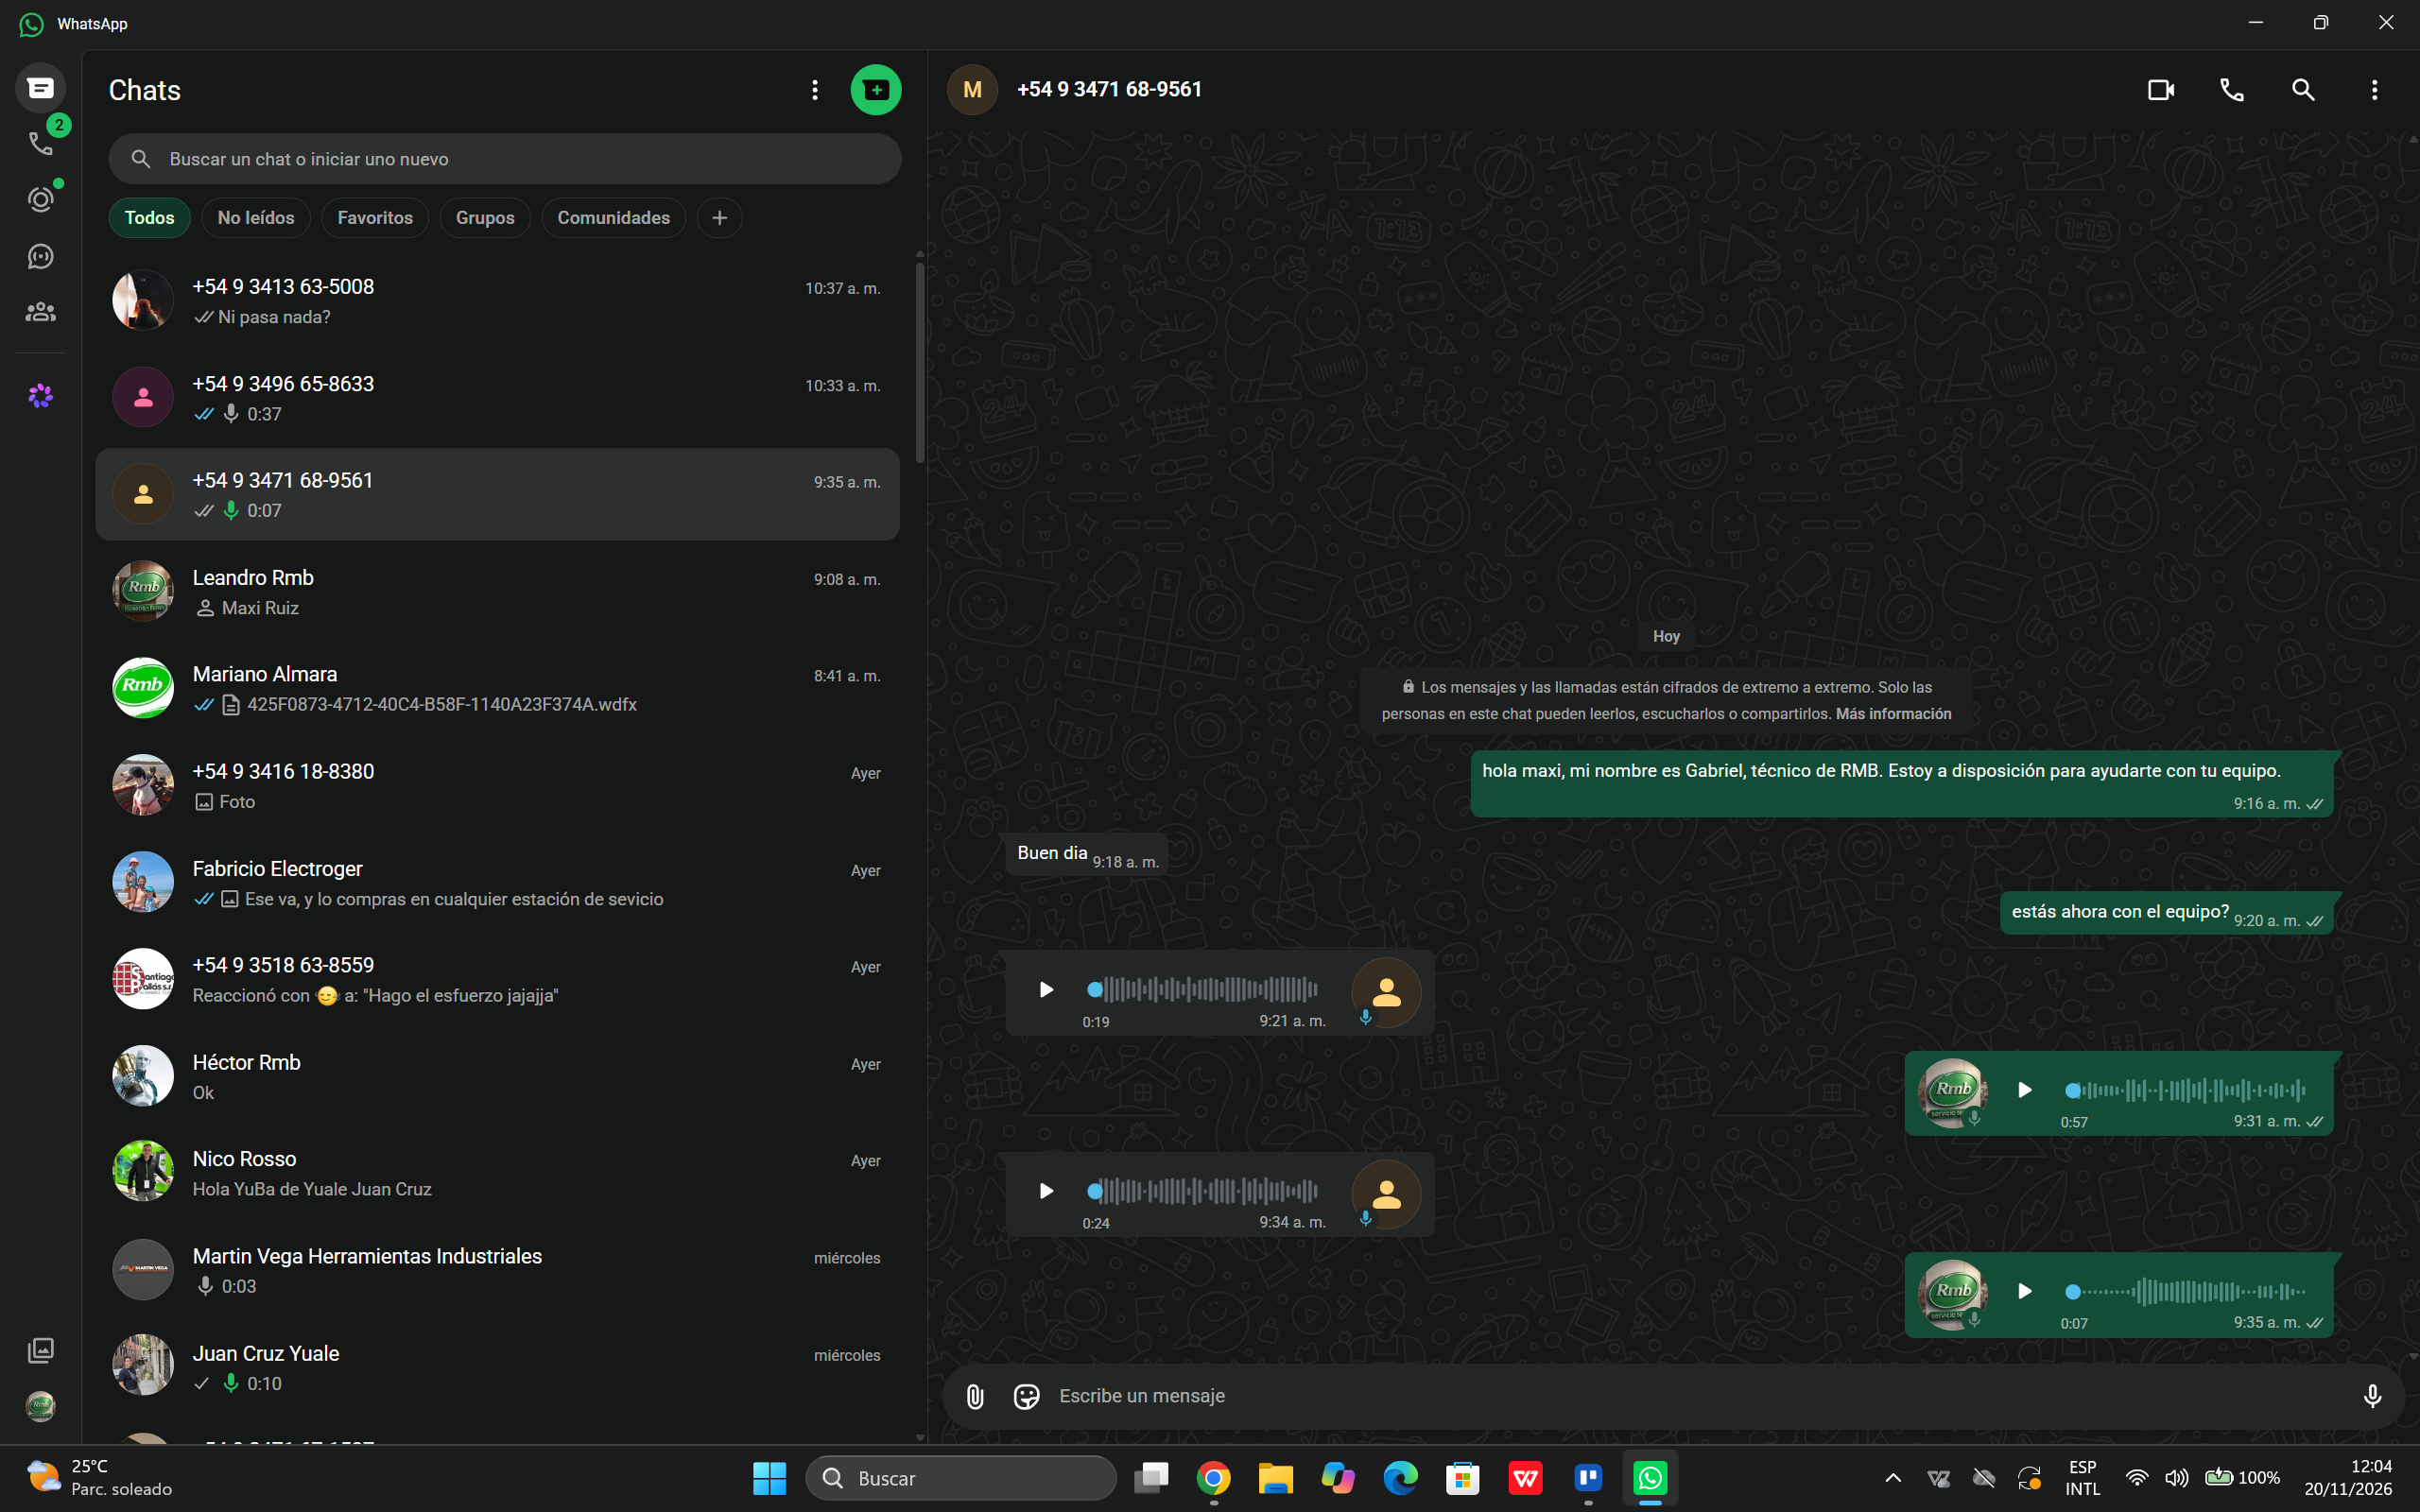 WhatsApp
Chats
Buscar un chat o iniciar uno nuevo
Todos
No leídos
Favoritos
Grupos
Comunidades
2
+54 9 3413 63-5008
10:37 a. m.
Ni pasa nada?
+54 9 3496 65-8633
10:33 a. m.
0:37
+54 9 3471 68-9561
9:35 a. m.
0:07
Leandro Rmb
9:08 a. m.
Maxi Ruiz
Mariano Almara
8:41 a. m.
425F0873-4712-40C4-B58F-1140A23F374A.wdfx
+54 9 3416 18-8380
Ayer
Foto
Fabricio Electroger
Ayer
Ese va, y lo compras en cualquier estación de sevicio
+54 9 3518 63-8559
Ayer
Reaccionó con 😏 a: "Hago el esfuerzo jajajja"
Héctor Rmb
Ayer
Ok
Nico Rosso
Ayer
Hola YuBa de Yuale Juan Cruz
Martin Vega Herramientas Industriales
miércoles
0:03
Juan Cruz Yuale
miércoles
0:10
M
+54 9 3471 68-9561
Hoy
Los mensajes y las llamadas están cifrados de extremo a extremo. Solo las
personas en este chat pueden leerlos, escucharlos o compartirlos. Más información
hola maxi, mi nombre es Gabriel, técnico de RMB. Estoy a disposición para ayudarte con tu equipo.
9:16 a. m.
Buen dia
9:18 a. m.
estás ahora con el equipo?
9:20 a. m.
0:19
9:21 a. m.
Rmb
0:57
9:31 a. m.
0:24
9:34 a. m.
Rmb
0:07
9:35 a. m.
Escribe un mensaje
25°C
Parc. soleado
Buscar
ESP
INTL
100%
12:04
20/11/2026